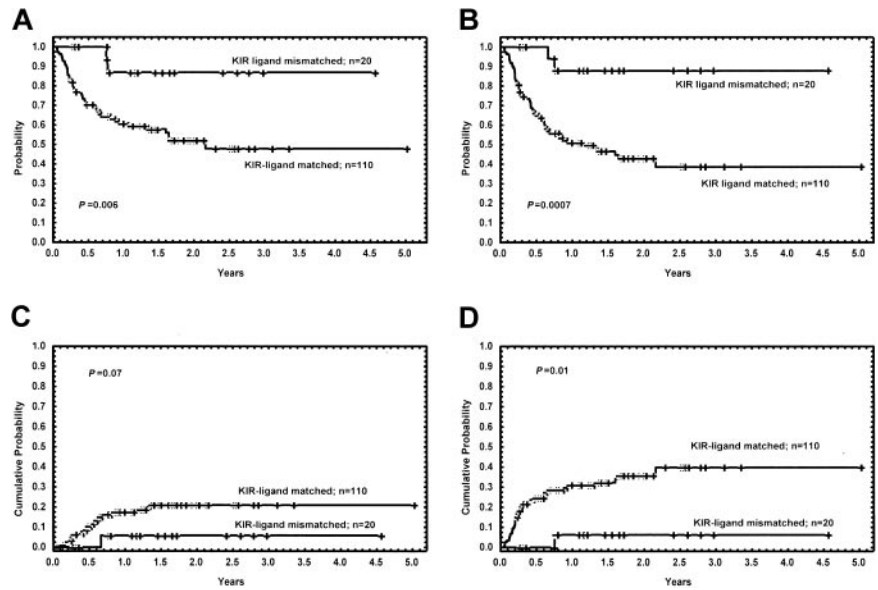 A
1.0
0.9
0.8
0.7
0.6
0.5
0.4
0.3
0.2
0.1
0.0
Probability
KIR ligand mismatched; n=20
KIR-ligand matched; n=110
P=0.006
0.0 0.5 1.0 1.5 2.0 2.5 3.0 3.5 4.0 4.5 5.0
Years
B
1.0
0.9
0.8
0.7
0.6
0.5
0.4
0.3
0.2
0.1
0.0
Probability
KIR ligand mismatched; n=20
KIR ligand matched; n=110
P=0.0007
0.0 0.5 1.0 1.5 2.0 2.5 3.0 3.5 4.0 4.5 5.0
Years
C
1.0
0.9
0.8
0.7
0.6
0.5
0.4
0.3
0.2
0.1
0.0
Cumulative Probability
P=0.07
KIR-ligand matched; n=110
KIR-ligand mismatched; n=20
0.0 0.5 1.0 1.5 2.0 2.5 3.0 3.5 4.0 4.5 5.0
Years
D
1.0
0.9
0.8
0.7
0.6
0.5
0.4
0.3
0.2
0.1
0.0
Cumulative Probability
P=0.01
KIR-ligand matched; n=110
KIR-ligand mismatched; n=20
0.0 0.5 1.0 1.5 2.0 2.5 3.0 3.5 4.0 4.5 5.0
Years